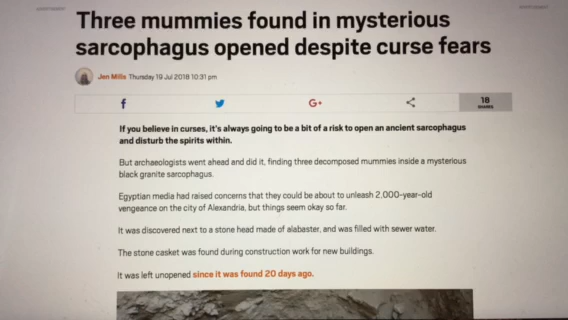 ADVERTISEMENT
ADVERTISEMENT
Three mummies found in mysterious
sarcophagus opened despite curse fears
Jen Mills Thursday 19 Jul 2018 10:31 pm
f
G+
18
SHARES
If you believe in curses, it's always going to be a bit of a risk to open an ancient sarcophagus
and disturb the spirits within.
But archaeologists went ahead and did it, finding three decomposed mummies inside a mysterious
black granite sarcophagus.
Egyptian media had raised concerns that they could be about to unleash 2,000-year-old
vengeance on the city of Alexandria, but things seem okay so far.
It was discovered next to a stone head made of alabaster, and was filled with sewer water.
The stone casket was found during construction work for new buildings.
It was left unopened since it was found 20 days ago.